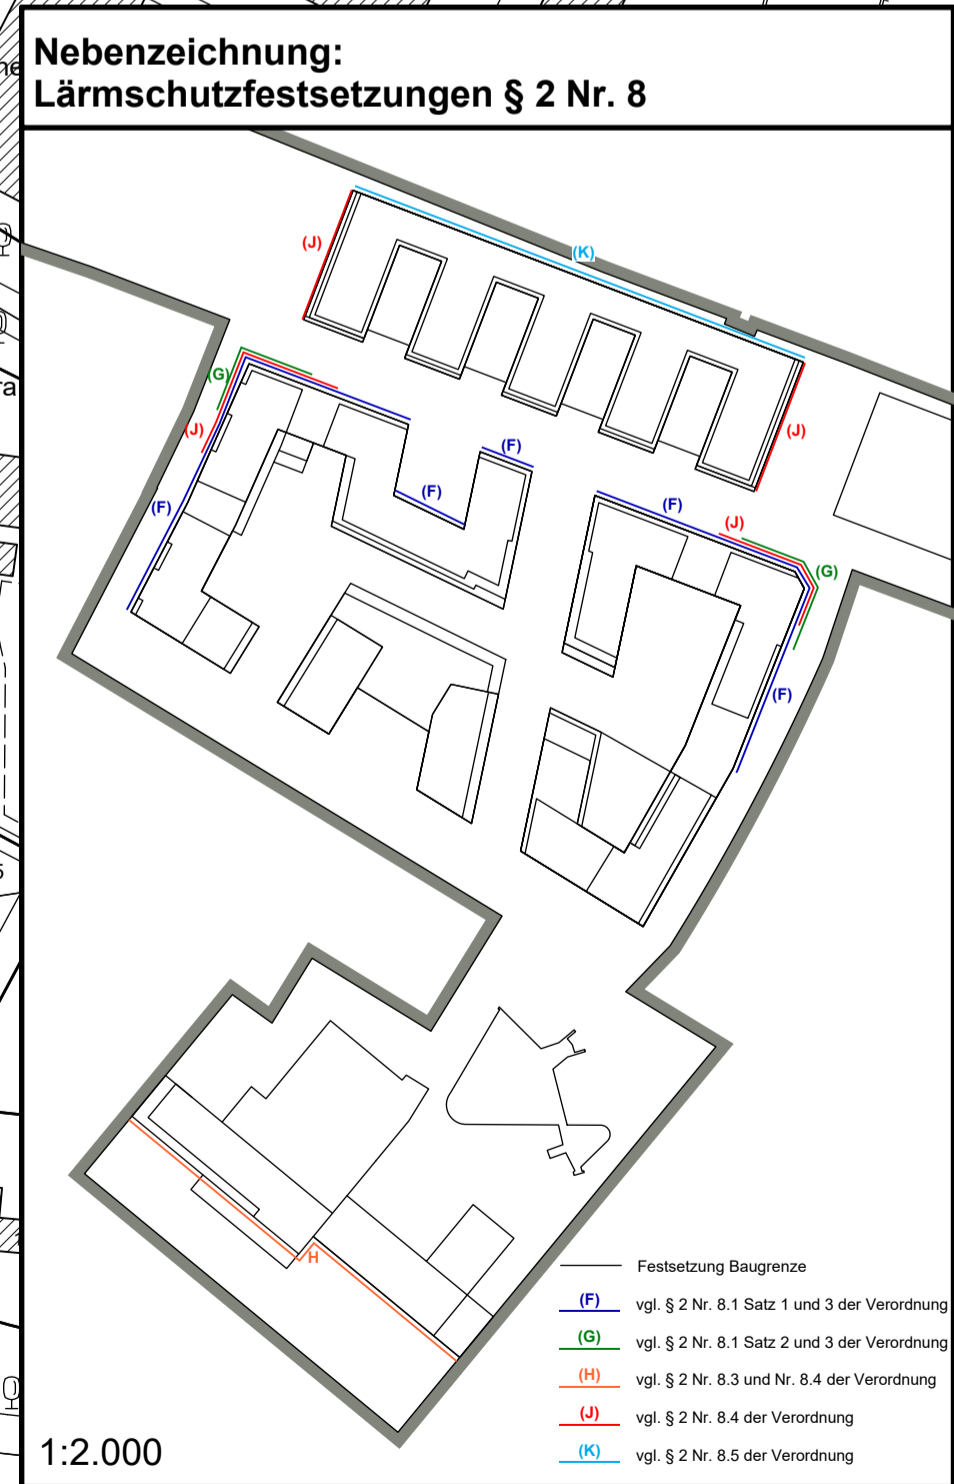 Nebenzeichnung:
Lärmschutzfestsetzungen § 2 Nr. 8
(K)
(J)
(G)
(J)
(J)
(F)
(F)
(F)
(F)
(J)
(G)
(F)
H
Festsetzung Baugrenze
(F) vgl. § 2 Nr. 8.1 Satz 1 und 3 der Verordnung
(G) vgl. § 2 Nr. 8.1 Satz 2 und 3 der Verordnung
(H) vgl. § 2 Nr. 8.3 und Nr. 8.4 der Verordnung
(J) vgl. § 2 Nr. 8.4 der Verordnung
(K) vgl. § 2 Nr. 8.5 der Verordnung
1:2.000